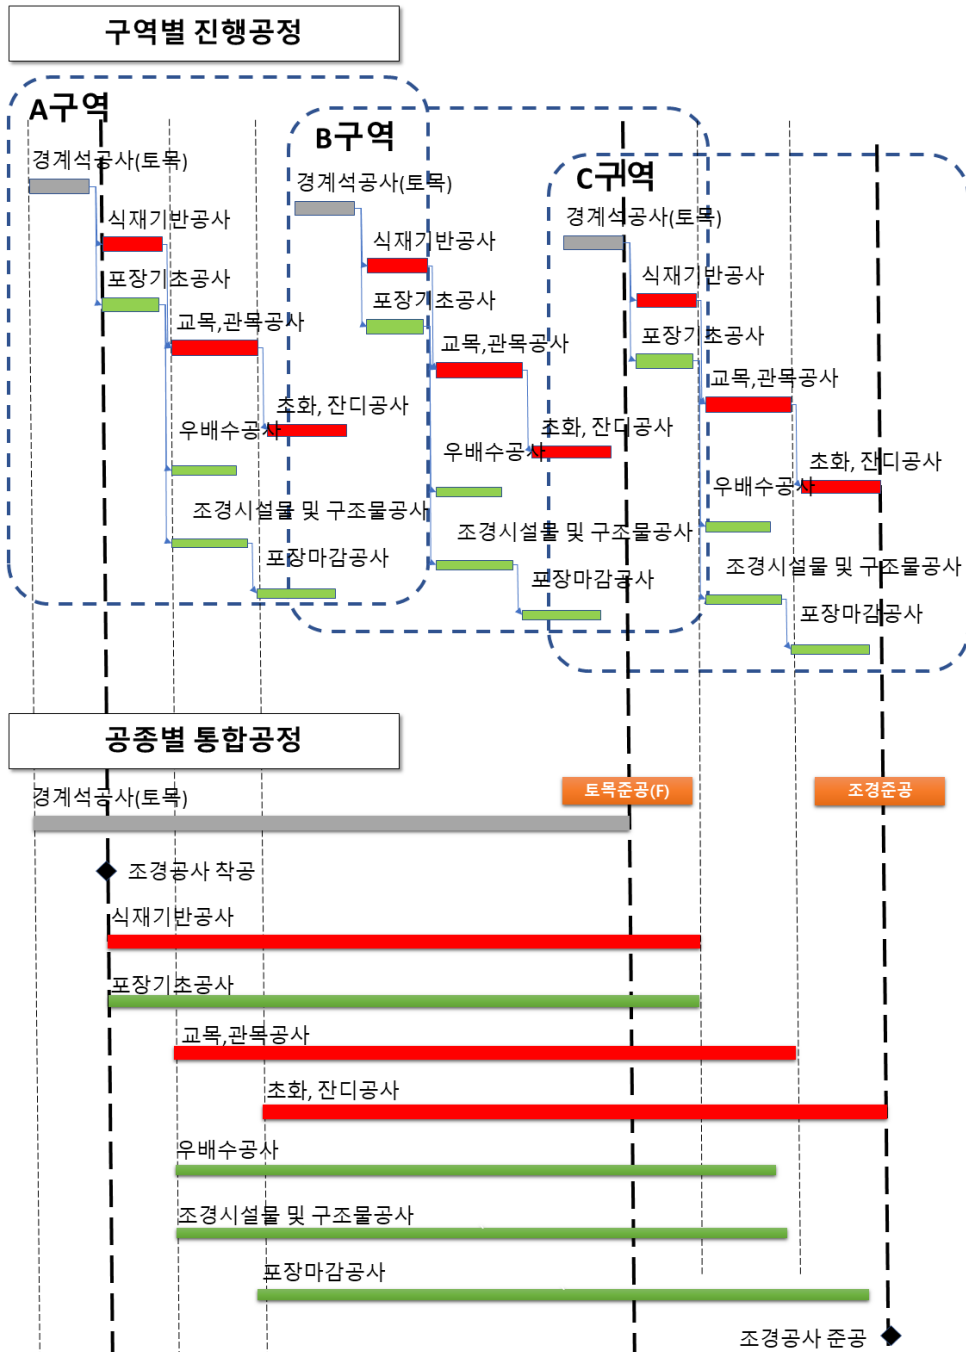 구역별 진행공정
A구역
경계석공사(토목)
식재기반공사
포장기초공사
교목,관목공사
초화, 잔디공사
우배수공사
조경시설물 및 구조물공사
포장마감공사
B구역
경계석공사(토목)
식재기반공사
포장기초공사
교목,관목공사
초화, 잔디공사
우배수공사
조경시설물 및 구조물공사
포장마감공사
C구역
경계석공사(토목)
식재기반공사
포장기초공사
교목,관목공사
초화, 잔디공사
우배수공사
조경시설물 및 구조물공사
포장마감공사
공종별 통합공정
토목준공(F)
조경준공
경계석공사(토목)
조경공사 착공
식재기반공사
포장기초공사
교목,관목공사
초화, 잔디공사
우배수공사
조경시설물 및 구조물공사
포장마감공사
조경공사 준공